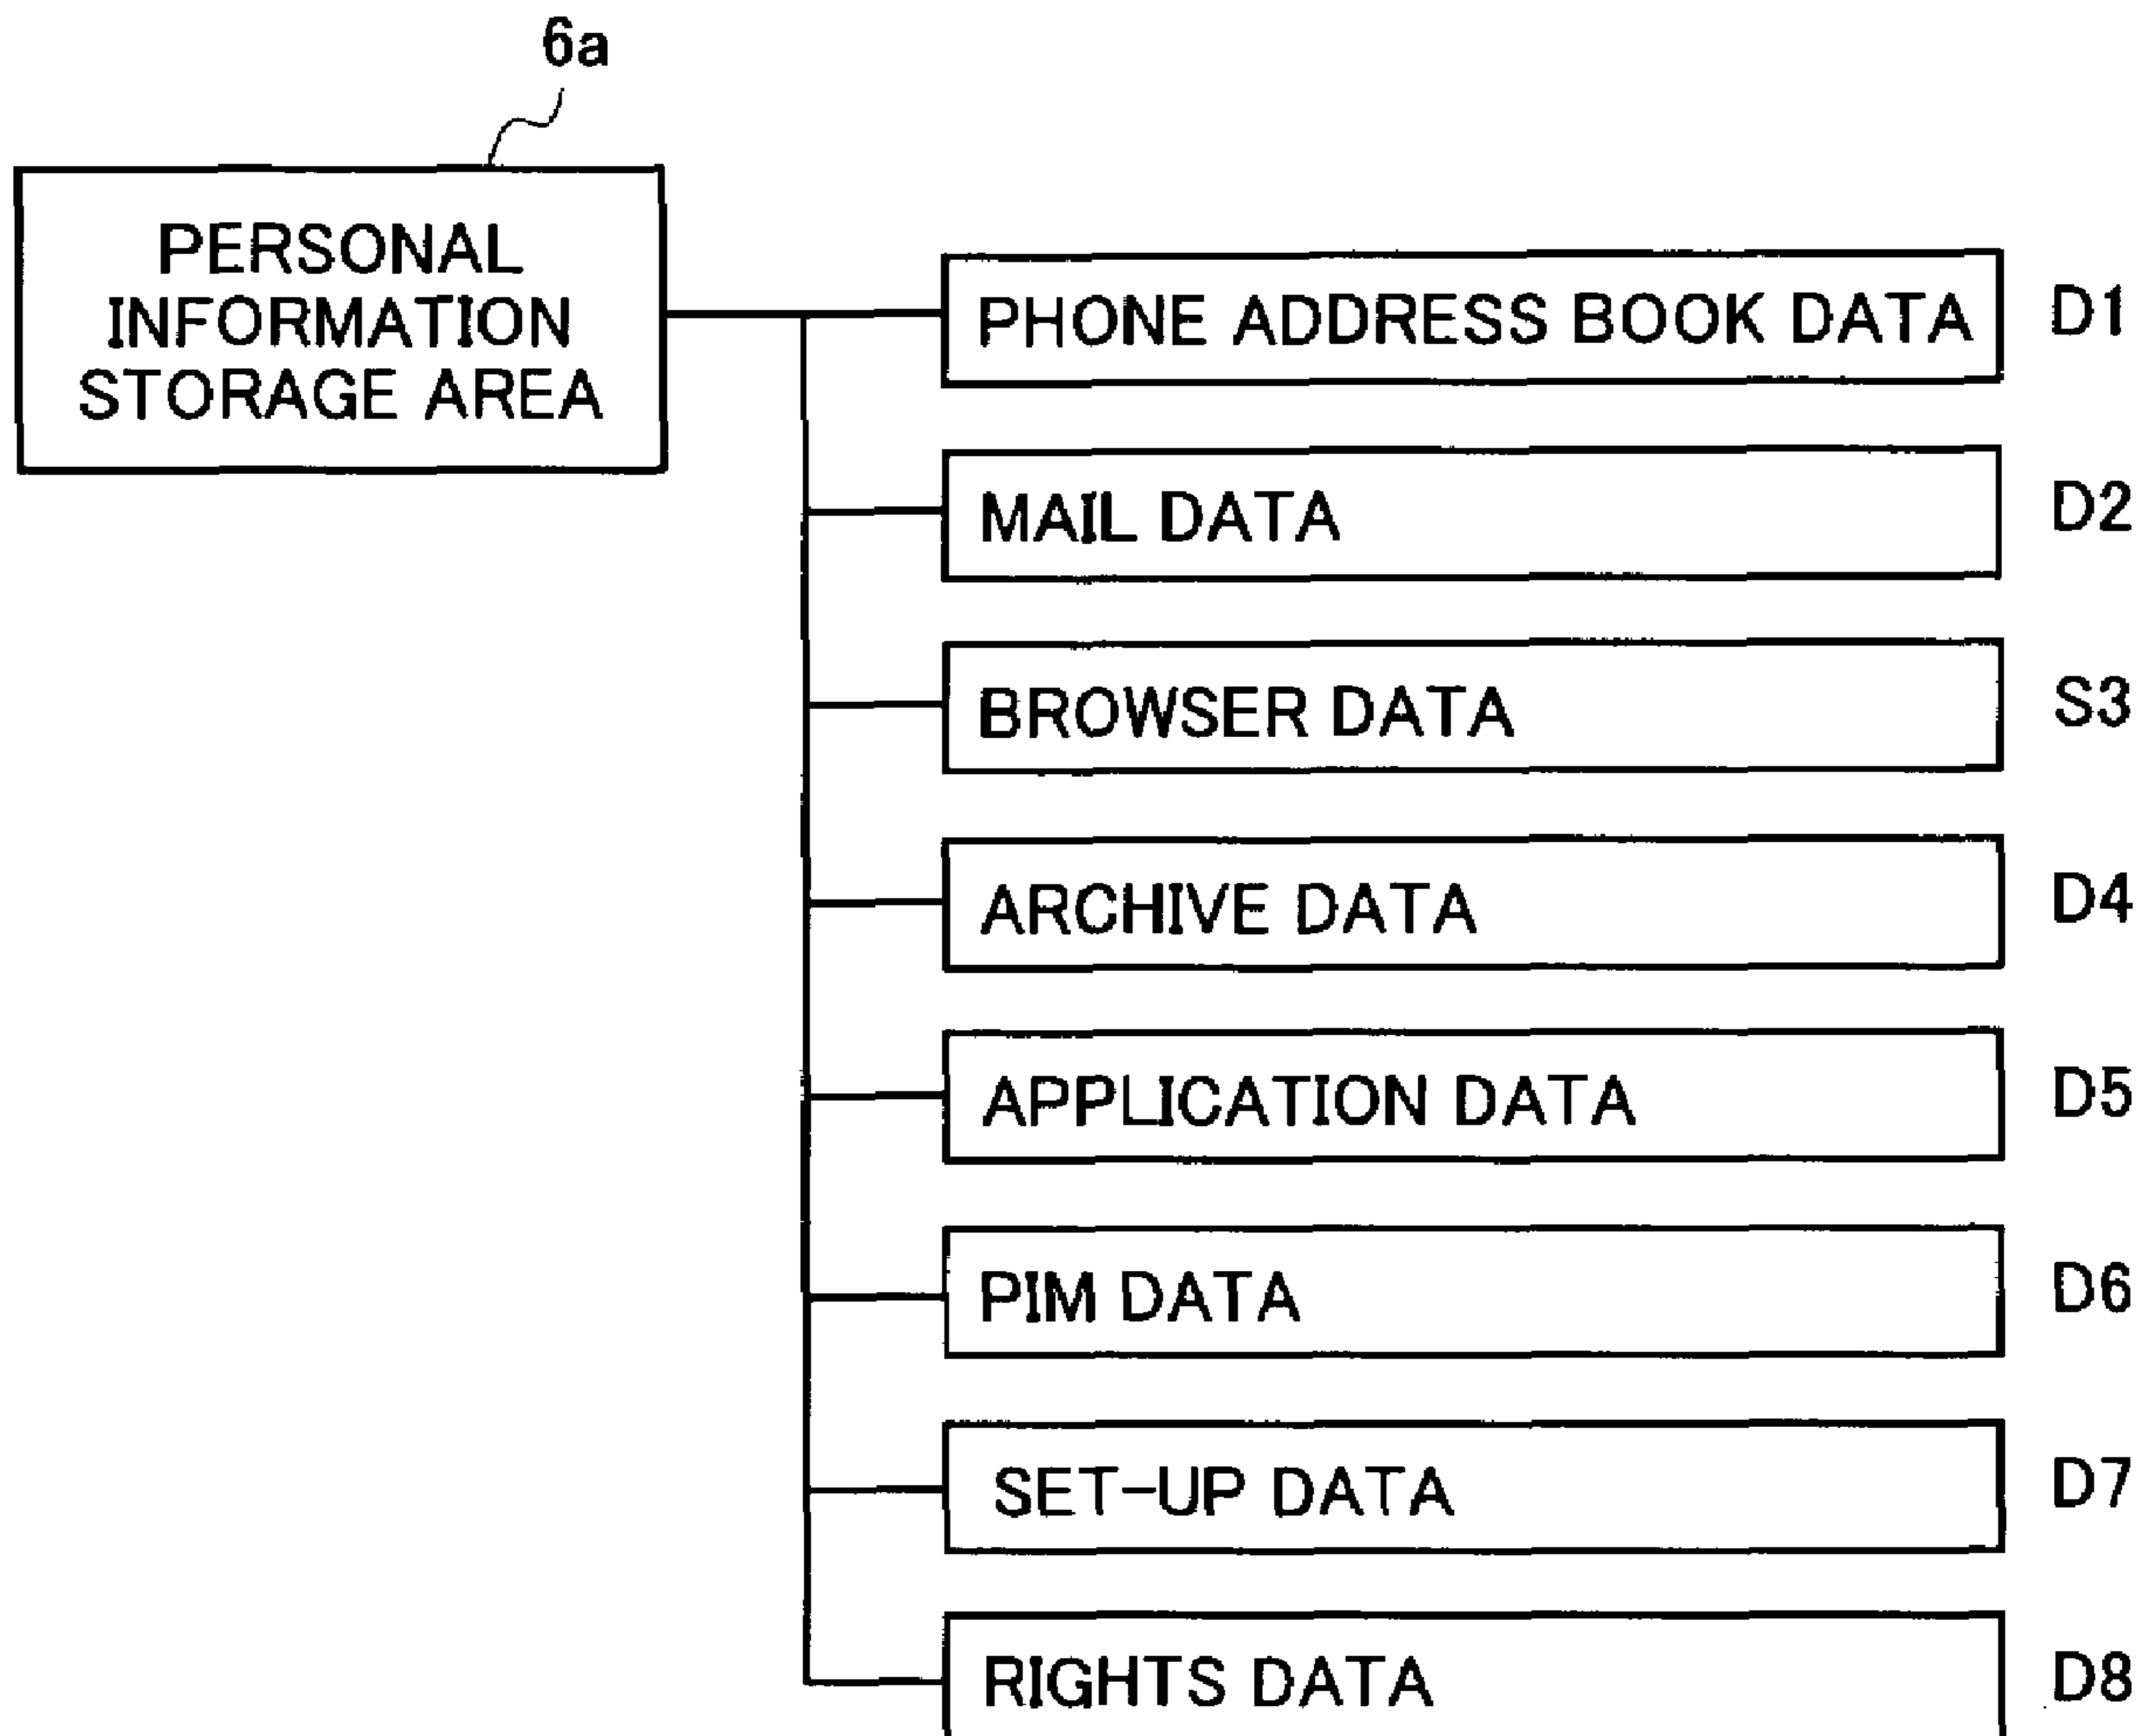 6a
PERSONAL
INFORMATION
STORAGE AREA
PHONE ADDRESS BOOK DATA D1
MAIL DATA D2
BROWSER DATA S3
ARCHIVE DATA D4
APPLICATION DATA D5
PIM DATA D6
SET-UP DATA D7
RIGHTS DATA D8